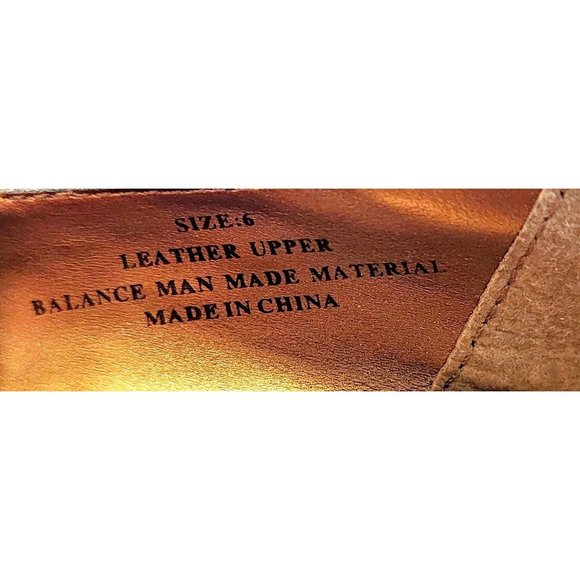 SIZE:6
LEATHER UPPER
BALANCE MAN MADE MATERIAL
MADE IN CHINA